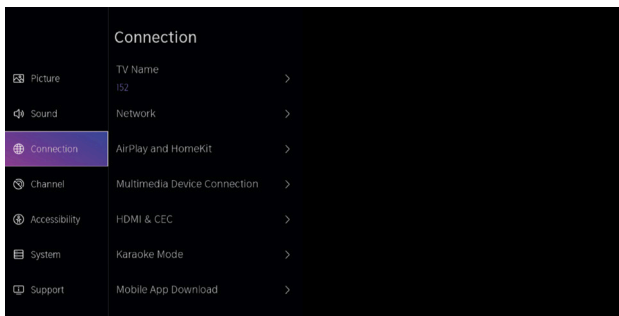 Connection
Picture
Sound
Connection
Channel
Accessibility
System
Support
TV Name
152
Network
AirPlay and HomeKit
Multimedia Device Connection
HDMI & CEC
Karaoke Mode
Mobile App Download